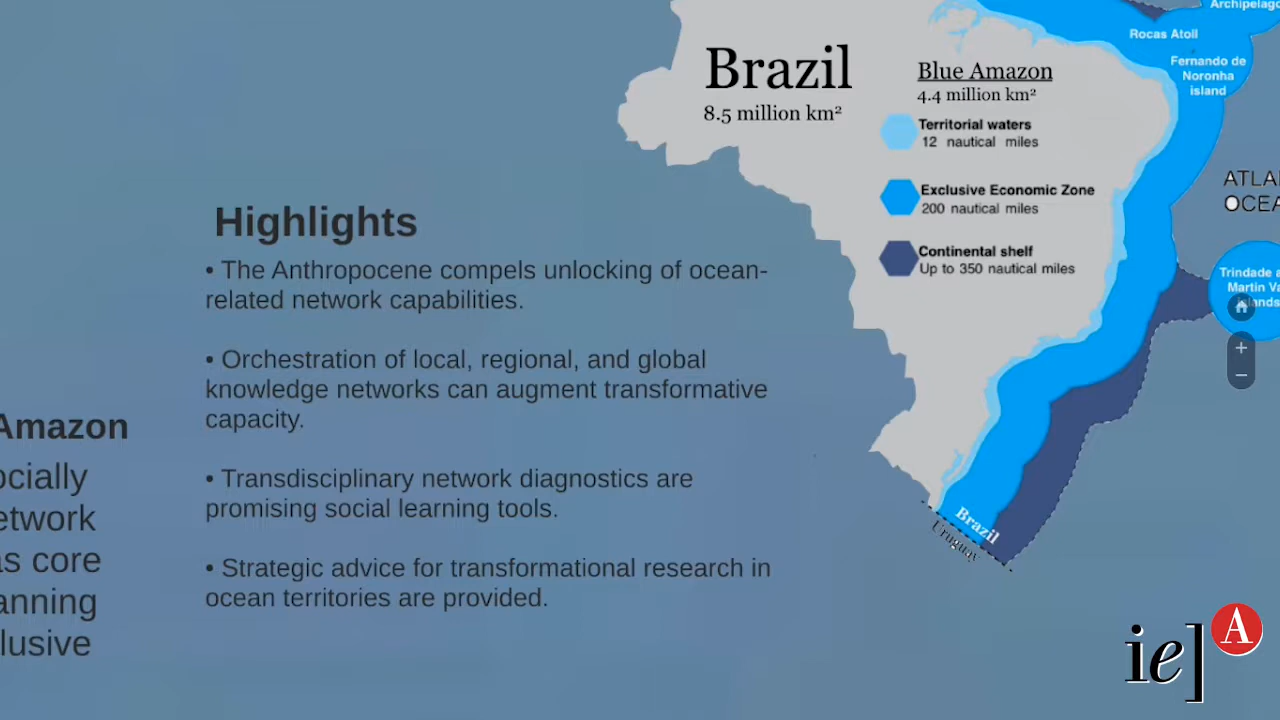 Archipelago
Rocas Atoll
Fernando de
Noronha
island
Brazil
8.5 million km²
Blue Amazon
4.4 million km²
Territorial waters
12 nautical miles
Exclusive Economic Zone
200 nautical miles
Continental shelf
Up to 350 nautical miles
ATLA
OCEA
Trindade a
Martin Va
Islands
Highlights
• The Anthropocene compels unlocking of ocean-
related network capabilities.
• Orchestration of local, regional, and global
knowledge networks can augment transformative
capacity.
• Transdisciplinary network diagnostics are
promising social learning tools.
• Strategic advice for transformational research in
ocean territories are provided.
Amazon
ocially
etwork
as core
anning
lusive
Brazil
Uruguay
ie] A